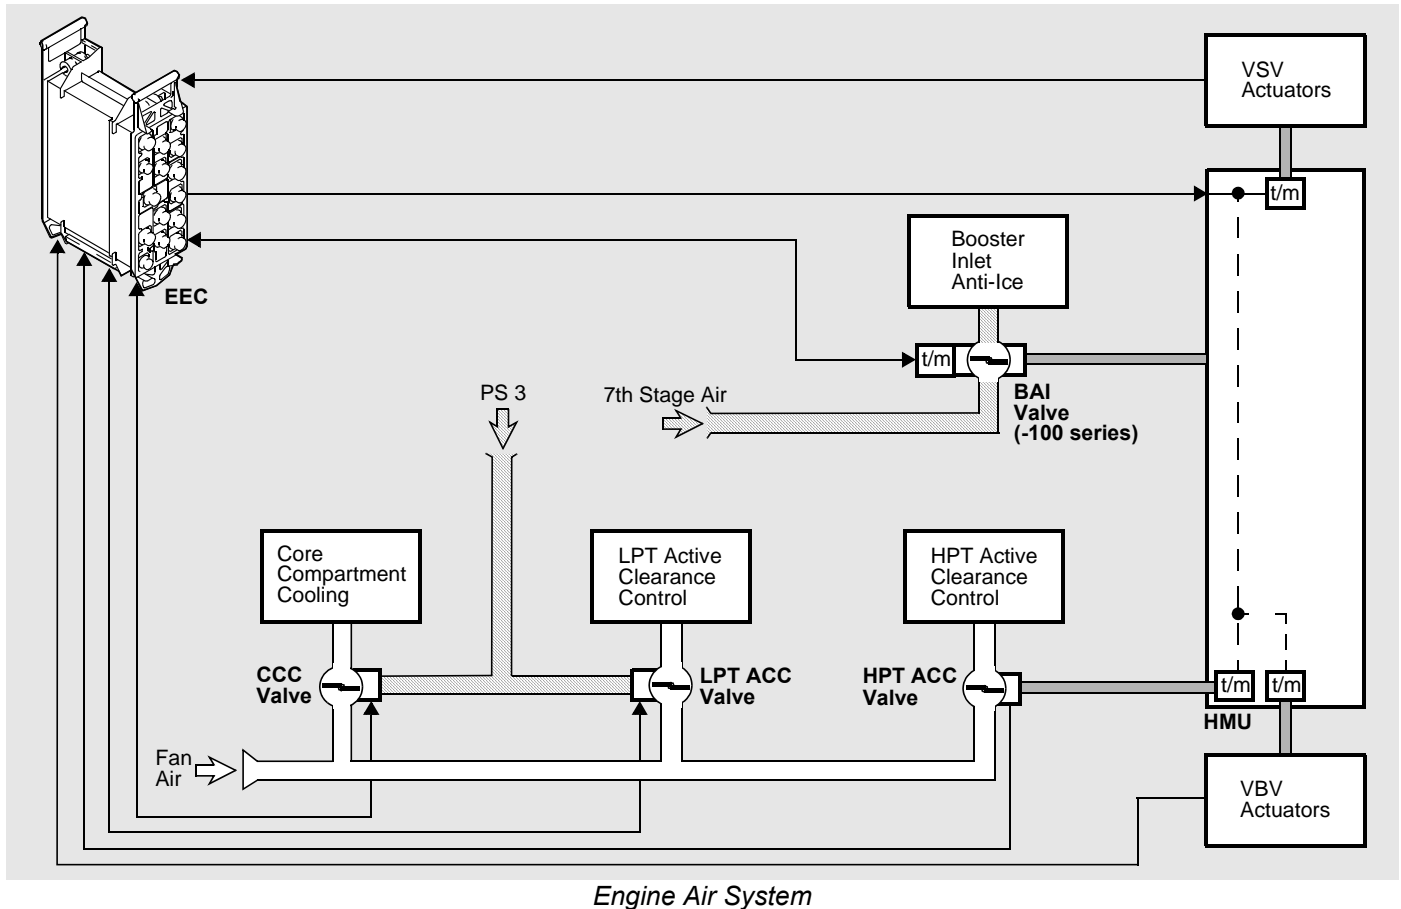 VSV
Actuators
t/m
Booster
Inlet
Anti-Ice
EEC
t/m
BAI
Valve
(-100 series)
PS 3
7th Stage Air
Core
Compartment
Cooling
LPT Active
Clearance
Control
HPT Active
Clearance
Control
CCC
Valve
LPT ACC
Valve
HPT ACC
Valve
t/m
t/m
HMU
Fan
Air
VBV
Actuators
Engine Air System